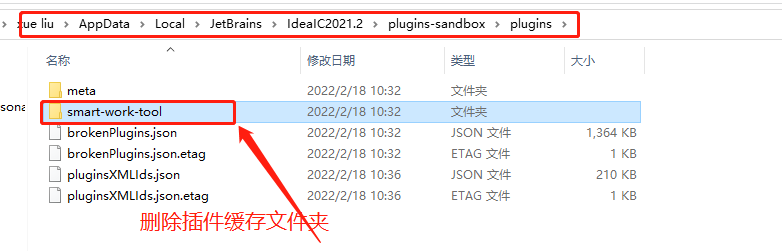 xue liu > AppData > Local > JetBrains > IdeaIC2021.2 > plugins-sandbox > plugins >
名称 修改日期 类型 大小
meta 2022/2/18 10:32 文件夹
sona smart-work-tool 2022/2/18 10:32 文件夹
brokenPlugins.json 2022/2/18 10:32 JSON 文件 1,364 KB
brokenPlugins.json.etag 2022/2/18 10:32 ETAG 文件 1 KB
pluginsXMLIds.json 2022/2/18 10:36 JSON 文件 210 KB
pluginsXMLIds.json.etag 2022/2/18 10:36 ETAG 文件 1 KB
删除插件缓存文件夹